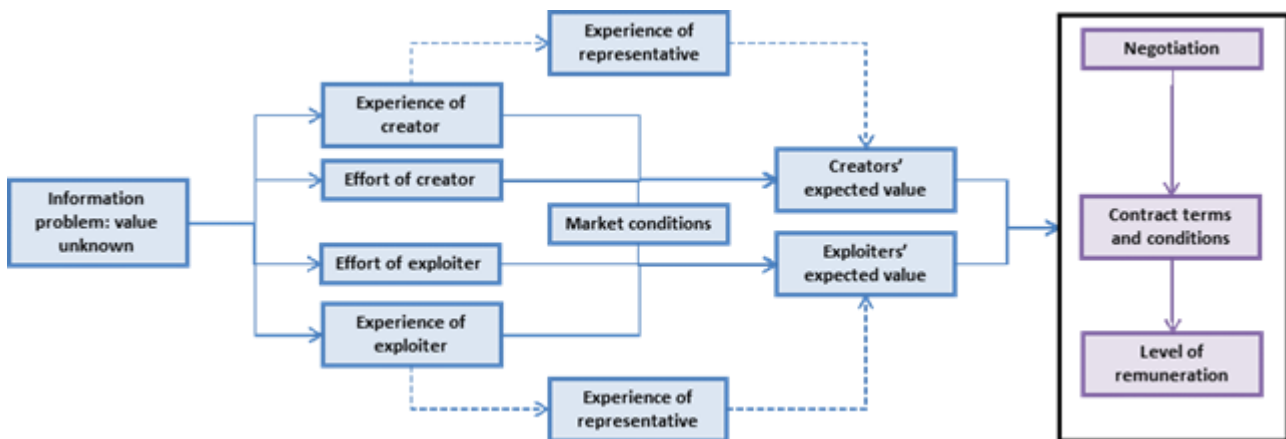 Experience of
representative
Negotiation
Experience of
creator
Effort of creator
Creators’
expected value
Information
problem: value
unknown
Market conditions
Contract terms
and conditions
Effort of exploiter
Exploiters’
expected value
Experience of
exploiter
Level of
remuneration
Experience of
representative